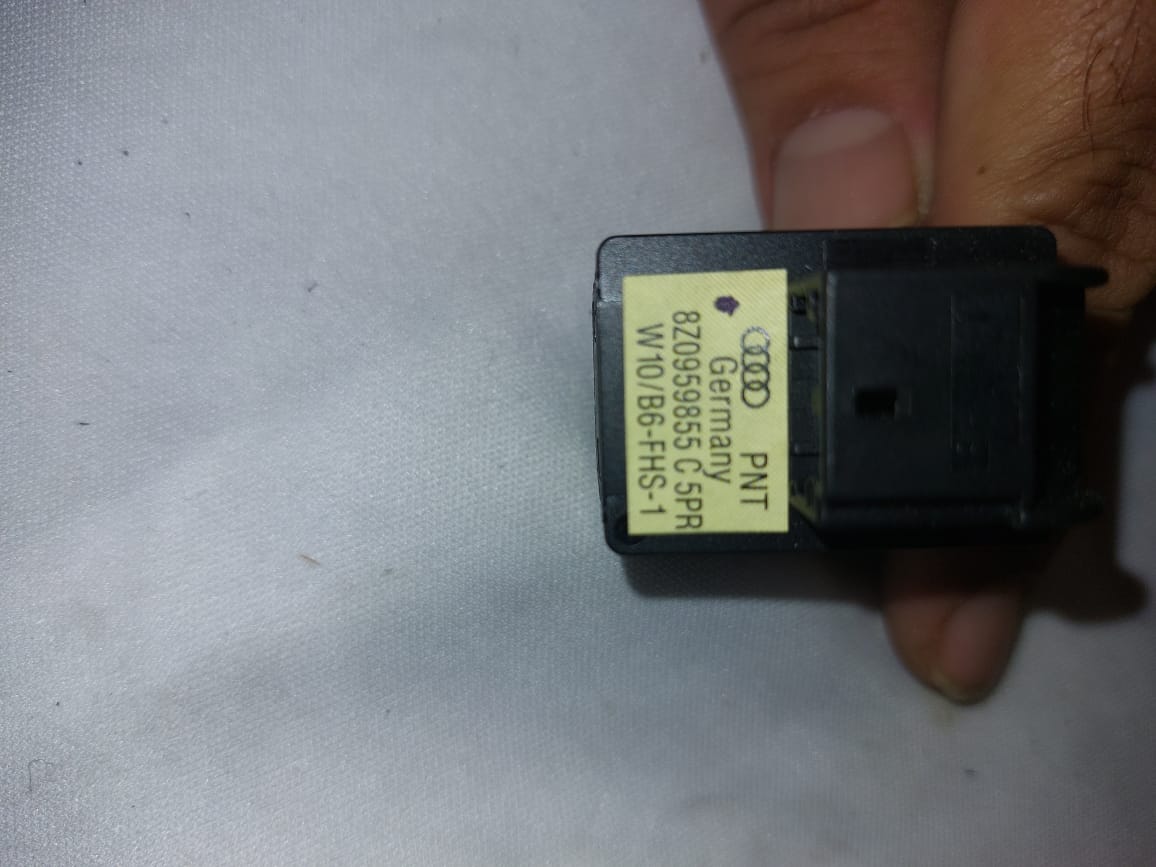 PNT
Germany
8Z0959855 C 5PR
W10/B6-FHS-1